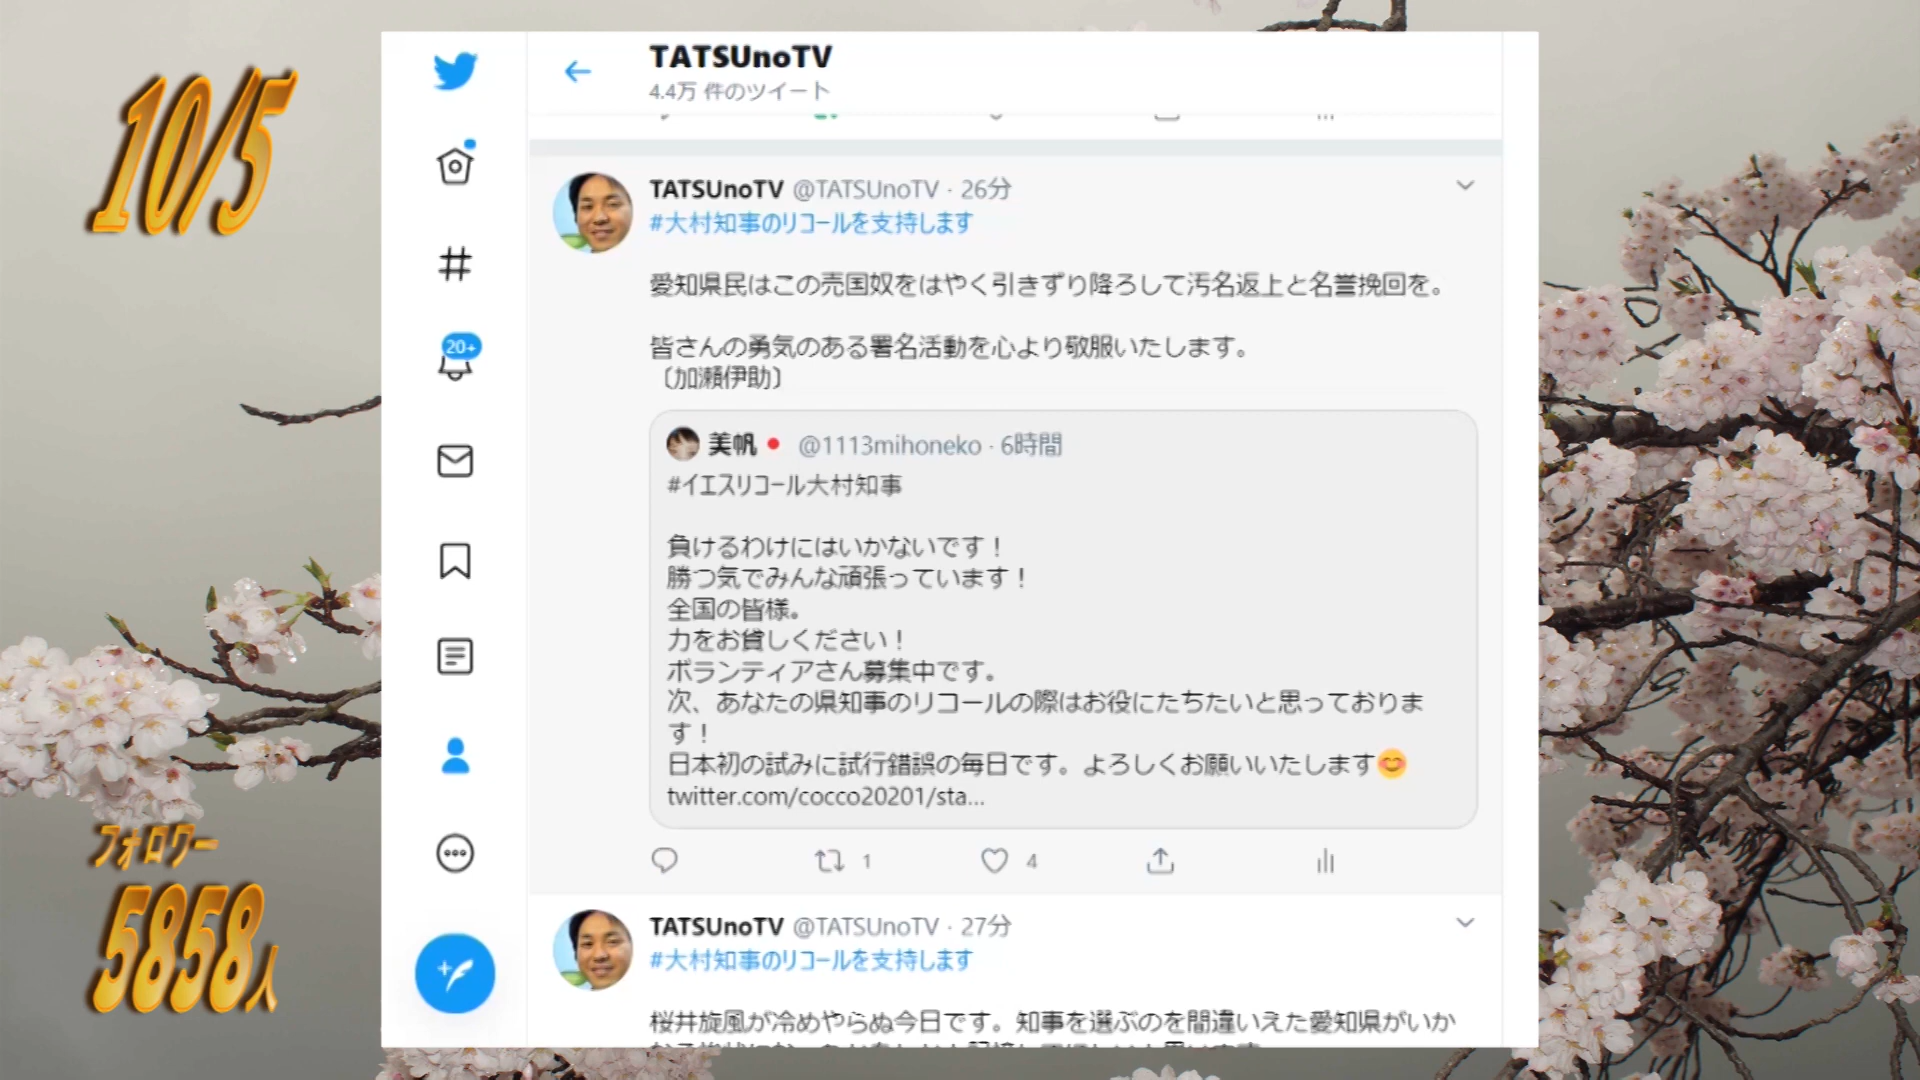 10/5
TATSUnoTV
4.4万 件のツイート
TATSUnoTV @TATSUnoTV · 26分
#大村知事のリコールを支持します
愛知県民はこの売国奴をはやく引きずり降ろして汚名返上と名誉挽回を。
皆さんの勇気のある署名活動を心より敬服いたします。
〔加瀬伊助〕
美帆 @1113mihoneko · 6時間
#イエスリコール大村知事
負けるわけにはいかないです！
勝つ気でみんな頑張っています！
全国の皆様。
力をお貸しください！
ボランティアさん募集中です。
次、あなたの県知事のリコールの際はお役にたちたいと思っておりま
す！
日本初の試みに試行錯誤の毎日です。よろしくお願いいたします😊
twitter.com/cocco20201/sta...
1 4
TATSUnoTV @TATSUnoTV · 27分
#大村知事のリコールを支持します
桜井旋風が冷めやらぬ今日です。知事を選ぶのを間違いえた愛知県がいか
20+
フォロワー
5858人